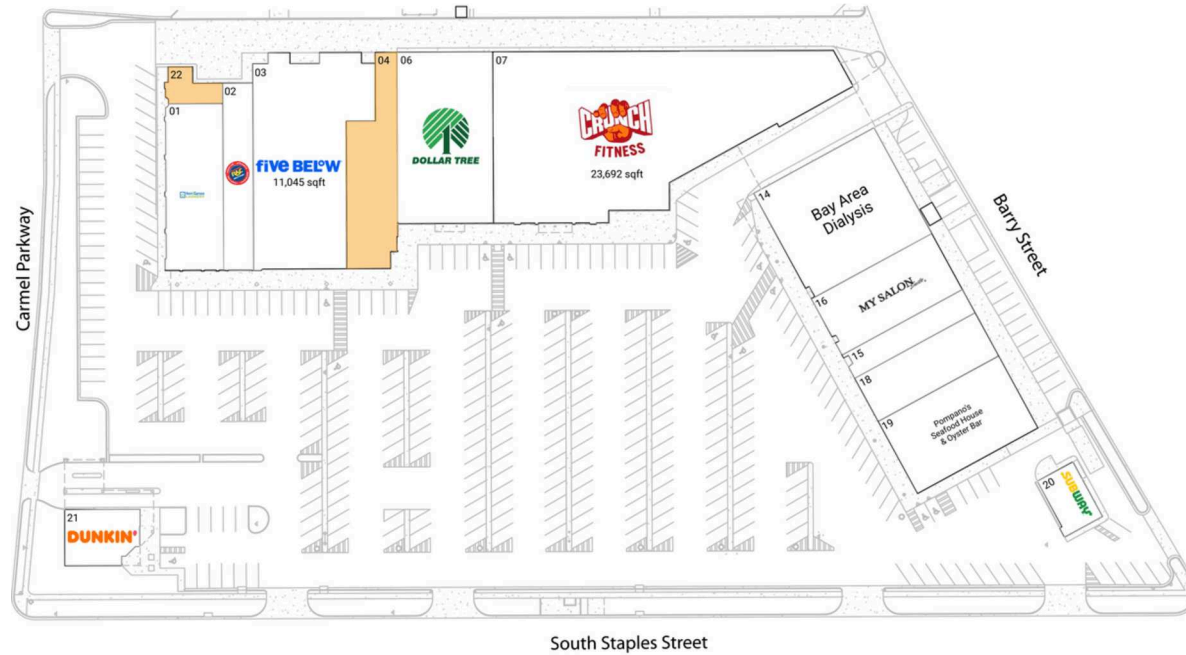 22
01
02
03
five BELOW
11,045 sqft
04
06
DOLLAR TREE
07
CRUNCH
FITNESS
23,692 sqft
14
Bay Area
Dialysis
16
MY SALON
15
18
19
Pompano's
Seafood House
& Oyster Bar
20
SUBWAY
21
DUNKIN'
Carmel Parkway
Barry Street
South Staples Street